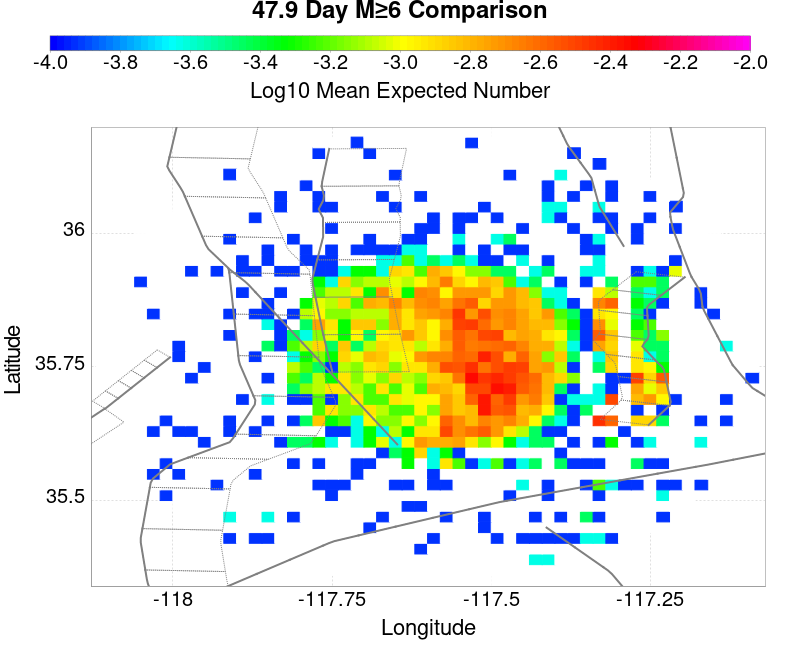 47.9 Day M≥6 Comparison
-4.0 -3.8 -3.6 -3.4 -3.2 -3.0 -2.8 -2.6 -2.4 -2.2 -2.0
Log10 Mean Expected Number
36
35.75
35.5
Latitude
-118 -117.75 -117.5 -117.25
Longitude